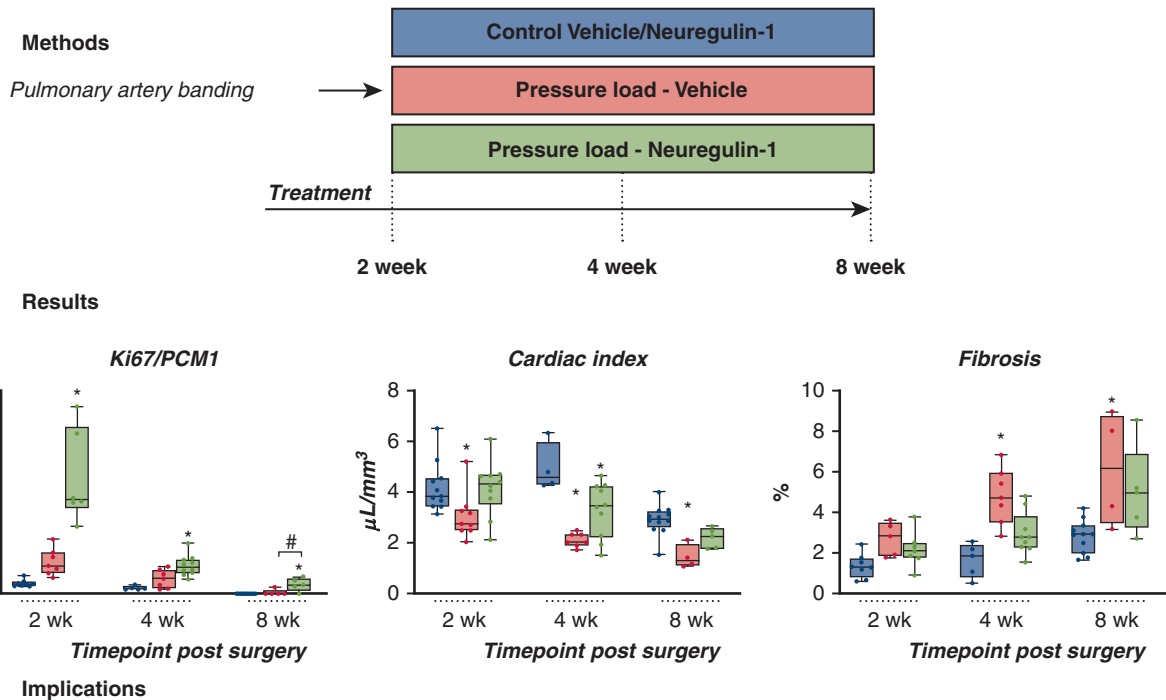 Methods
Control Vehicle/Neuregulin-1
Pulmonary artery banding
Pressure load - Vehicle
Pressure load - Neuregulin-1
Treatment
2 week 4 week 8 week
Results
Ki67/PCM1
*
*
#
*
2 wk 4 wk 8 wk
Timepoint post surgery
Cardiac index
μL/mm³
8
6
4
2
0
*
*
*
*
2 wk 4 wk 8 wk
Timepoint post surgery
Fibrosis
%
10
8
6
4
2
0
*
*
2 wk 4 wk 8 wk
Timepoint post surgery
Implications